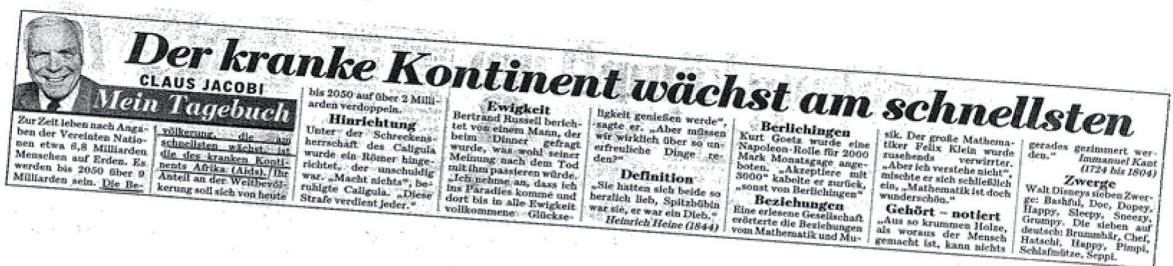 Der kranke Kontinent wächst am schnellsten
CLAUS JACOBI
Mein Tagebuch
Zur Zeit leben nach Anga-
ben der Vereinten Natio-
nen etwa 6,8 Milliarden
Menschen auf Erden. Es
werden bis 2050 über 9
Milliarden sein. Die Be-
völkerung, die am
schnellsten wächst, ist
die des kranken Konti-
nents Afrika (Aids). Ihr
Anteil an der Weltbevöl-
kerung soll sich von heute
bis 2050 auf über 2 Milli-
arden verdoppeln.
Hinrichtung
Unter der Schreckens-
herrschaft des Caligula
wurde ein Römer hinge-
richtet, der unschuldig
war. „Macht nichts“, be-
ruhigte Caligula. „Diese
Strafe verdient jeder.“
Ewigkeit
Bertrand Russell berich-
tet von einem Mann, der
beim Dinner gefragt
wurde, was wohl seiner
Meinung nach dem Tod
mit ihm passieren würde.
„Ich nehme an, dass ich
ins Paradies komme und
dort bis in alle Ewigkeit
vollkommene Glückse-
ligkeit genießen werde“,
sagte er. „Aber müssen
wir wirklich über so un-
erfreuliche Dinge re-
den?“
Definition
„Sie hatten sich beide so
herzlich lieb, Spitzbübin
war sie, er war ein Dieb.“
Heinrich Heine (1844)
Berlichingen
Kurt Goetz wurde eine
Napoleon-Rolle für 2000
Mark Monatsgage ange-
boten. „Akzeptiere mit
3000“ kabelte er zurück,
„sonst von Berlichingen“
Beziehungen
Eine erlesene Gesellschaft
erörterte die Beziehungen
vom Mathematik und Mu-
sik. Der große Mathema-
tiker Felix Klein wurde
zusehends verwirrter.
„Aber ich verstehe nicht“,
mischte er sich schließlich
ein, „Mathematik ist doch
wunderschön.“
Gehört – notiert
„Aus so krummen Holze,
als woraus der Mensch
gemacht ist, kann nichts
gerades gezimmert wer-
den.“ Immanuel Kant
(1724 bis 1804)
Zwerge
Walt Disneys sieben Zwer-
ge: Bashful, Doc, Dopey,
Happy, Sleepy, Sneezy,
Grumpy. Die sieben auf
deutsch: Brummbär, Chef,
Hatschi, Happy, Pimpi,
Schlafmütze, Seppl.